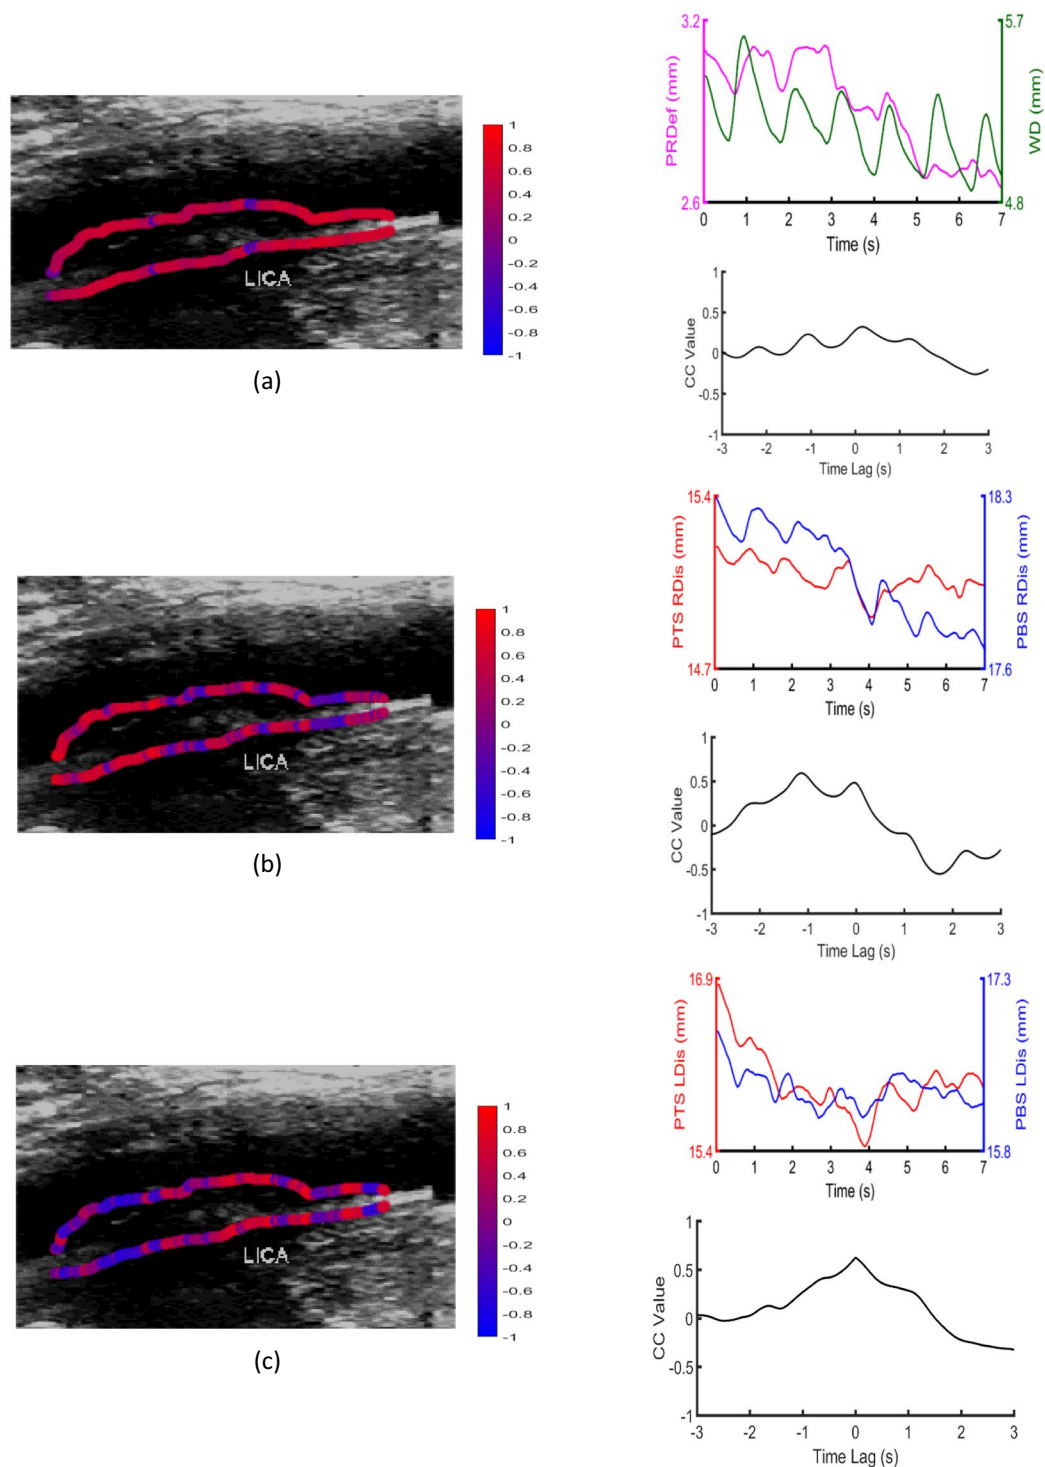 3.2
5.7
PRDef (mm)
WD (mm)
2.6
4.8
0 1 2 3 4 5 6 7
Time (s)
1
0.8
0.6
0.4
0.2
0
-0.2
-0.4
-0.6
-0.8
-1
LICA
(a)
1
0.5
0
-0.5
-1
CC Value
-3 -2 -1 0 1 2 3
Time Lag (s)
15.4
18.3
PTS RDis (mm)
PBS RDis (mm)
14.7
17.6
0 1 2 3 4 5 6 7
Time (s)
1
0.8
0.6
0.4
0.2
0
-0.2
-0.4
-0.6
-0.8
-1
LICA
(b)
1
0.5
0
-0.5
-1
CC Value
-3 -2 -1 0 1 2 3
Time Lag (s)
16.9
17.3
PTS LDis (mm)
PBS LDis (mm)
15.4
15.8
0 1 2 3 4 5 6 7
Time (s)
1
0.8
0.6
0.4
0.2
0
-0.2
-0.4
-0.6
-0.8
-1
LICA
(c)
1
0.5
0
-0.5
-1
CC Value
-3 -2 -1 0 1 2 3
Time Lag (s)